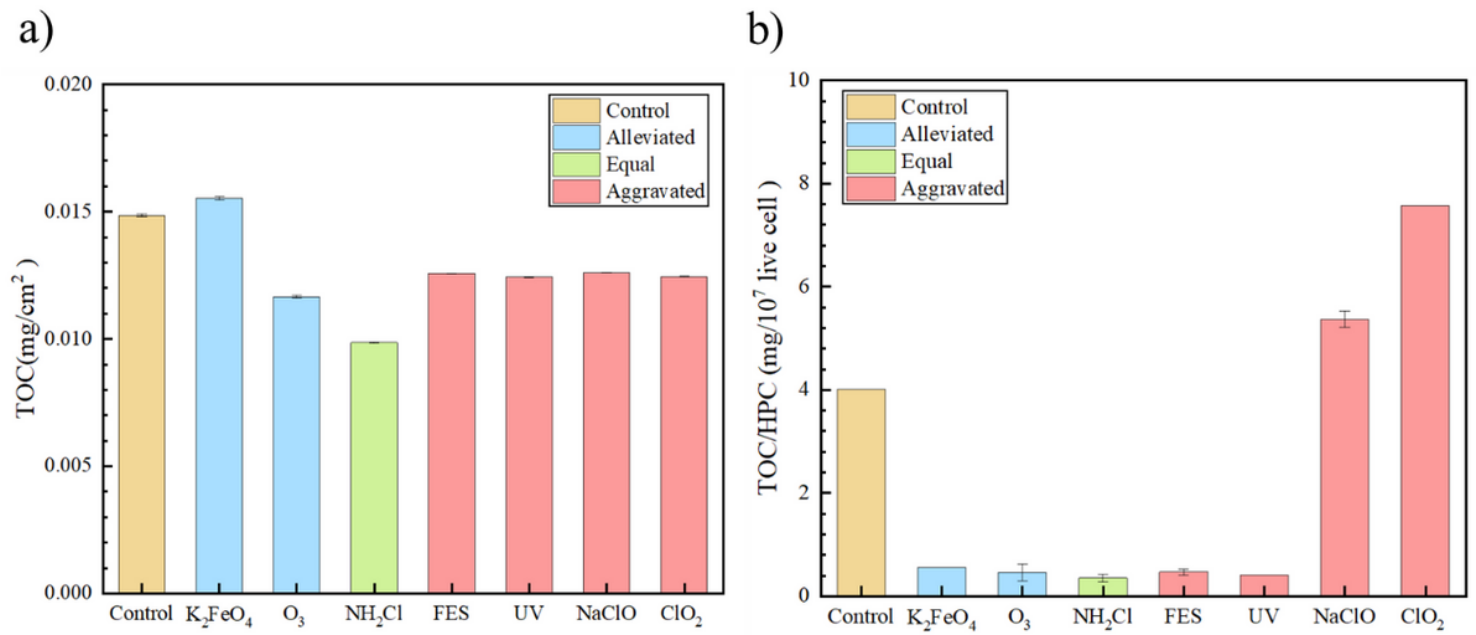 a)
TOC(mg/cm²)
0.020
0.015
0.010
0.005
0.000
Control
Alleviated
Equal
Aggravated
Control K₂FeO₄ O₃ NH₂Cl FES UV NaClO ClO₂
b)
TOC/HPC (mg/10⁷ live cell)
10
8
6
4
2
0
Control
Alleviated
Equal
Aggravated
Control K₂FeO₄ O₃ NH₂Cl FES UV NaClO ClO₂